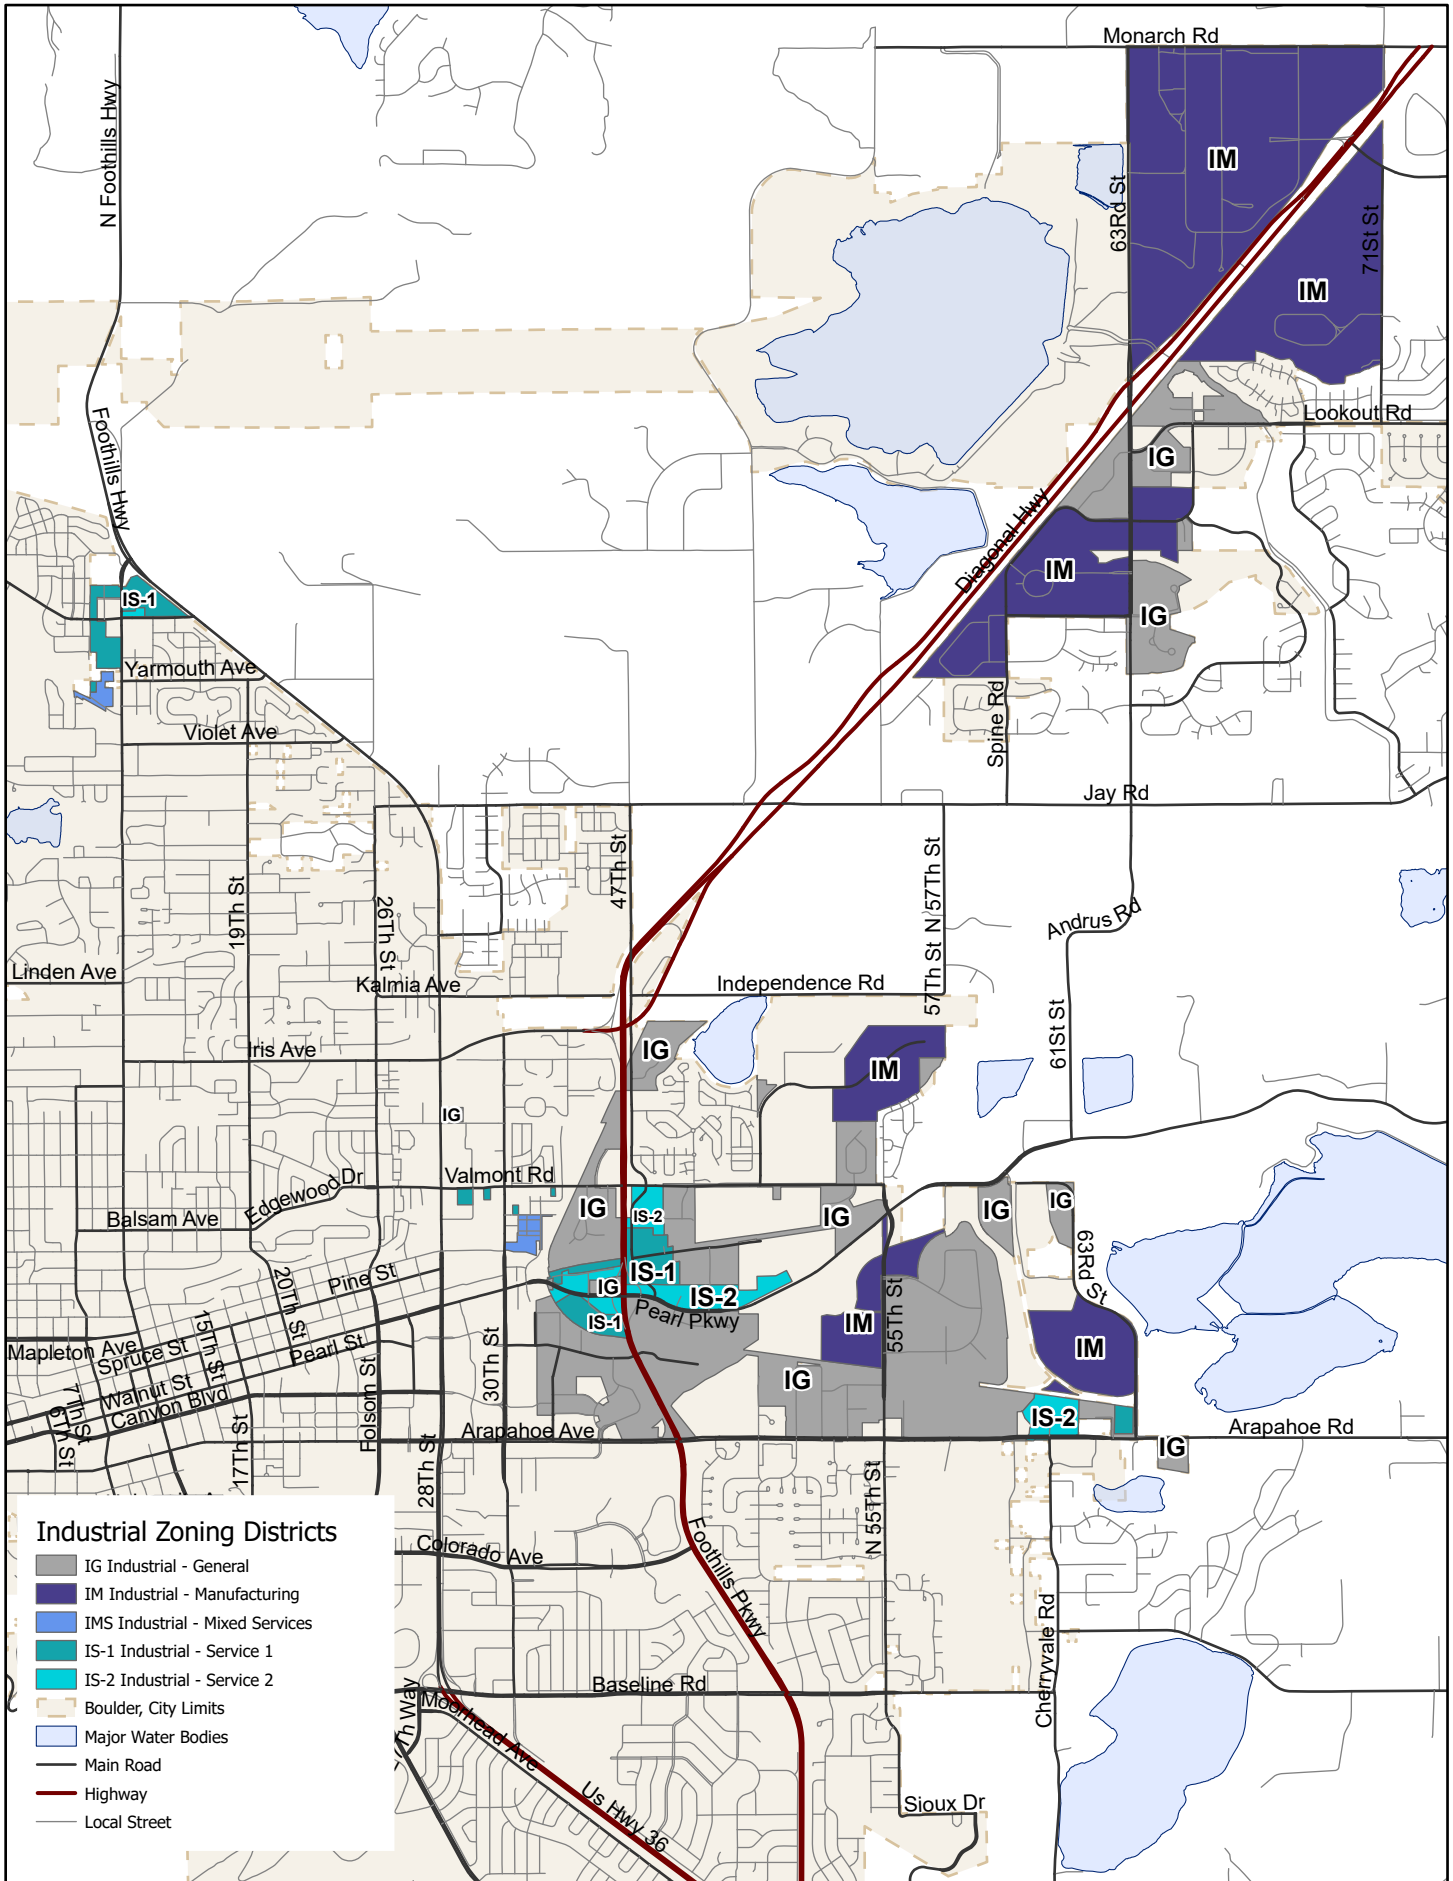 Monarch Rd
N Foothills Hwy
IM
63Rd St
71St St
IM
Foothills Hwy
Lookout Rd
IG
Diagonal Hwy
IM
IS-1
IG
Yarmouth Ave
Spine Rd
Violet Ave
Jay Rd
47Th St
N 57Th St
19Th St
26Th St
Andrus Rd
57Th St
Linden Ave
Kalmia Ave
Independence Rd
61St St
Iris Ave
IG
IM
IG
Valmont Rd
Edgewood Dr
IG
IG
IG
IS-2
IG
Balsam Ave
63Rd St
20Th St
Pine St
IS-1
IG
IS-2
Pearl Pkwy
IS-1
IM
55Th St
15Th St
Mapleton Ave
Spruce St
Pearl St
IM
30Th St
Folsom St
Walnut St
Canyon Blvd
IG
7Th St
6Th St
17Th St
Arapahoe Ave
IS-2
Arapahoe Rd
IG
28Th St
N 55Th St
Industrial Zoning Districts
IG Industrial - General
IM Industrial - Manufacturing
IMS Industrial - Mixed Services
IS-1 Industrial - Service 1
IS-2 Industrial - Service 2
Boulder, City Limits
Major Water Bodies
Main Road
Highway
Local Street
Colorado Ave
Foothills Pkwy
Cherryvale Rd
Baseline Rd
Moorhead Ave
Way
Us Hwy 36
Sioux Dr